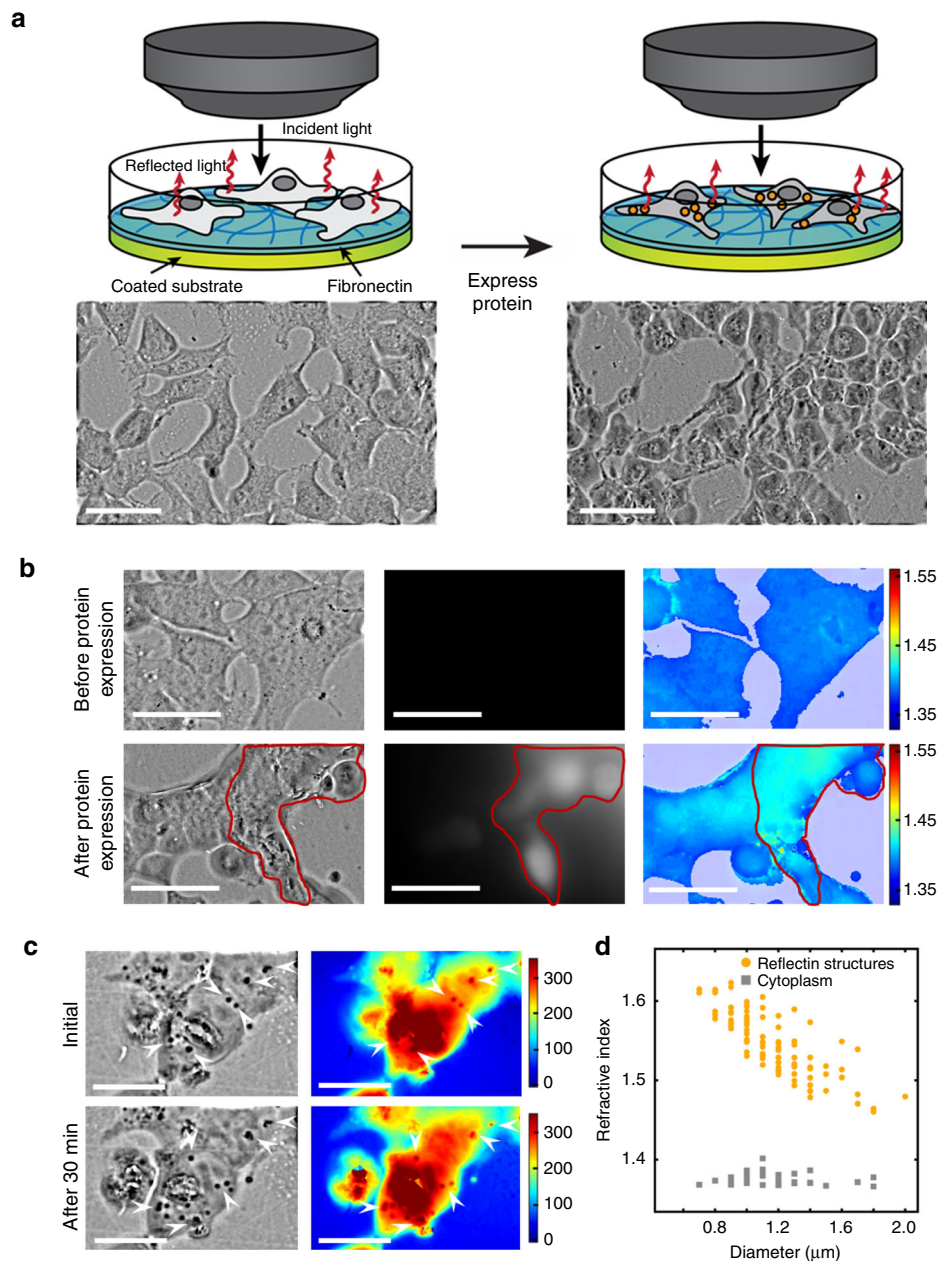 a
Incident light
Reflected light
Coated substrate
Fibronectin
Express
protein
b
Before protein
expression
1.55
1.45
1.35
After protein
expression
1.55
1.45
1.35
c
Initial
300
200
100
0
After 30 min
300
200
100
0
d
Reflectin structures
Cytoplasm
Refractive index
1.6
1.5
1.4
0.8
1.2
1.6
2.0
Diameter (μm)